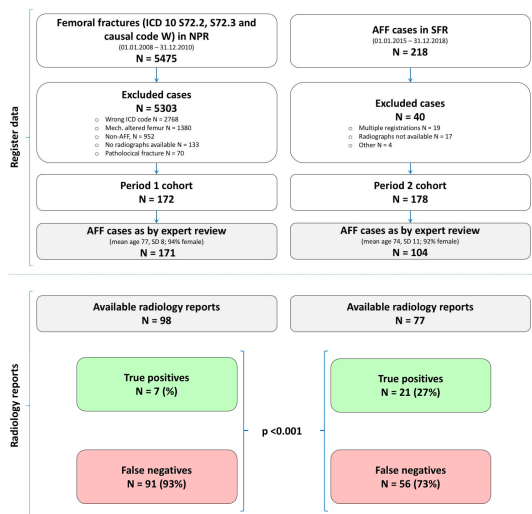 Register data
Femoral fractures (ICD 10 S72.2, S72.3 and
causal code W) in NPR
(01.01.2008 – 31.12.2010)
N = 5475
Excluded cases
N = 5303
○ Wrong ICD code N = 2768
○ Mech. altered femur N = 1380
○ Non-AFF, N = 952
○ No radiographs available N = 133
○ Patholocical fracture N = 70
Period 1 cohort
N = 172
AFF cases as by expert review
(mean age 77, SD 8; 94% female)
N = 171
AFF cases in SFR
(01.01.2015 – 31.12.2018)
N = 218
Excluded cases
N = 40
○ Multiple registrations N = 19
○ Radiographs not available N = 17
○ Other N = 4
Period 2 cohort
N = 178
AFF cases as by expert review
(mean age 74, SD 11; 92% female)
N = 104
Radiology reports
Available radiology reports
N = 98
True positives
N = 7 (%)
False negatives
N = 91 (93%)
p <0.001
Available radiology reports
N = 77
True positives
N = 21 (27%)
False negatives
N = 56 (73%)